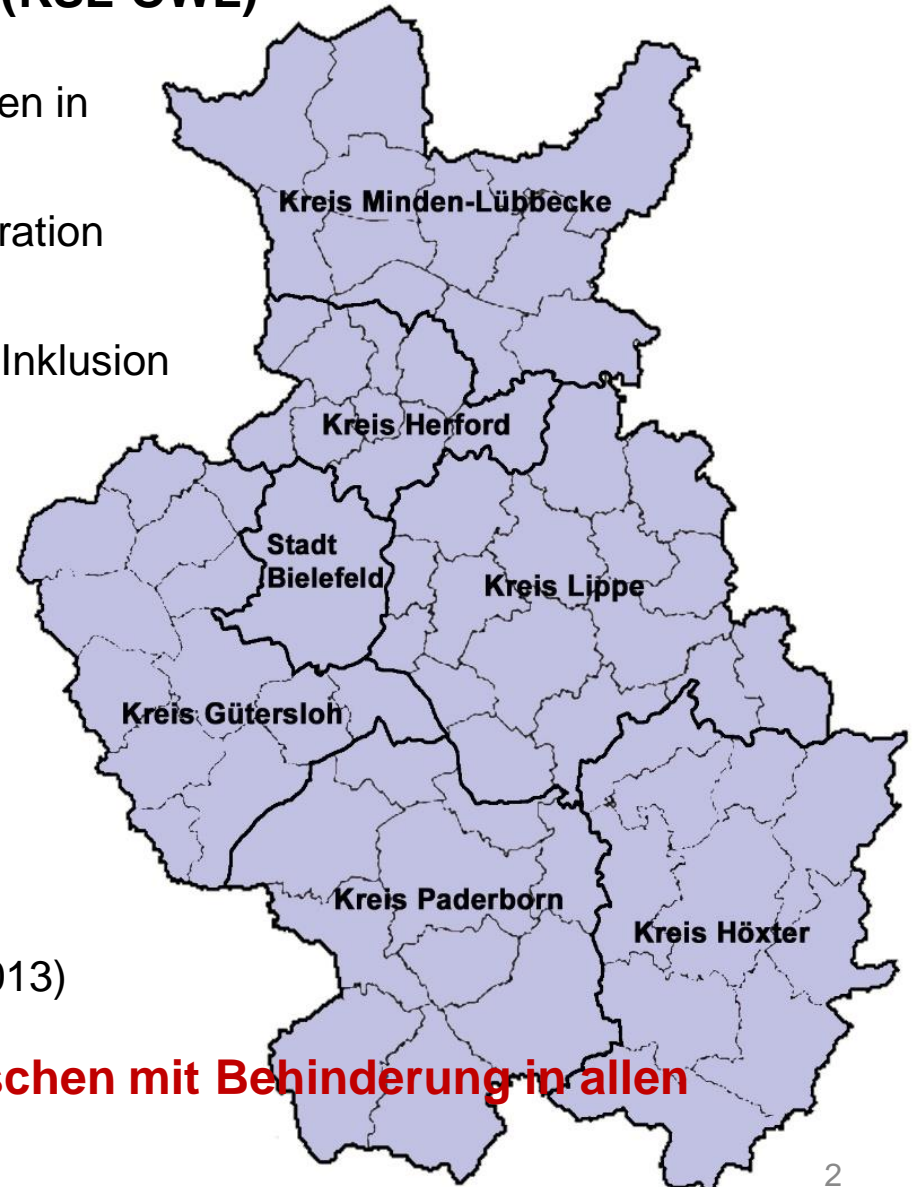 (KSL-OWL)
en in
Kreis Minden-Lübbecke
ration
Inklusion
Kreis Herford
Stadt
Bielefeld
Kreis Lippe
Kreis Gütersloh
Kreis Paderborn
Kreis Höxter
013)
schen mit Behinderung in allen
2